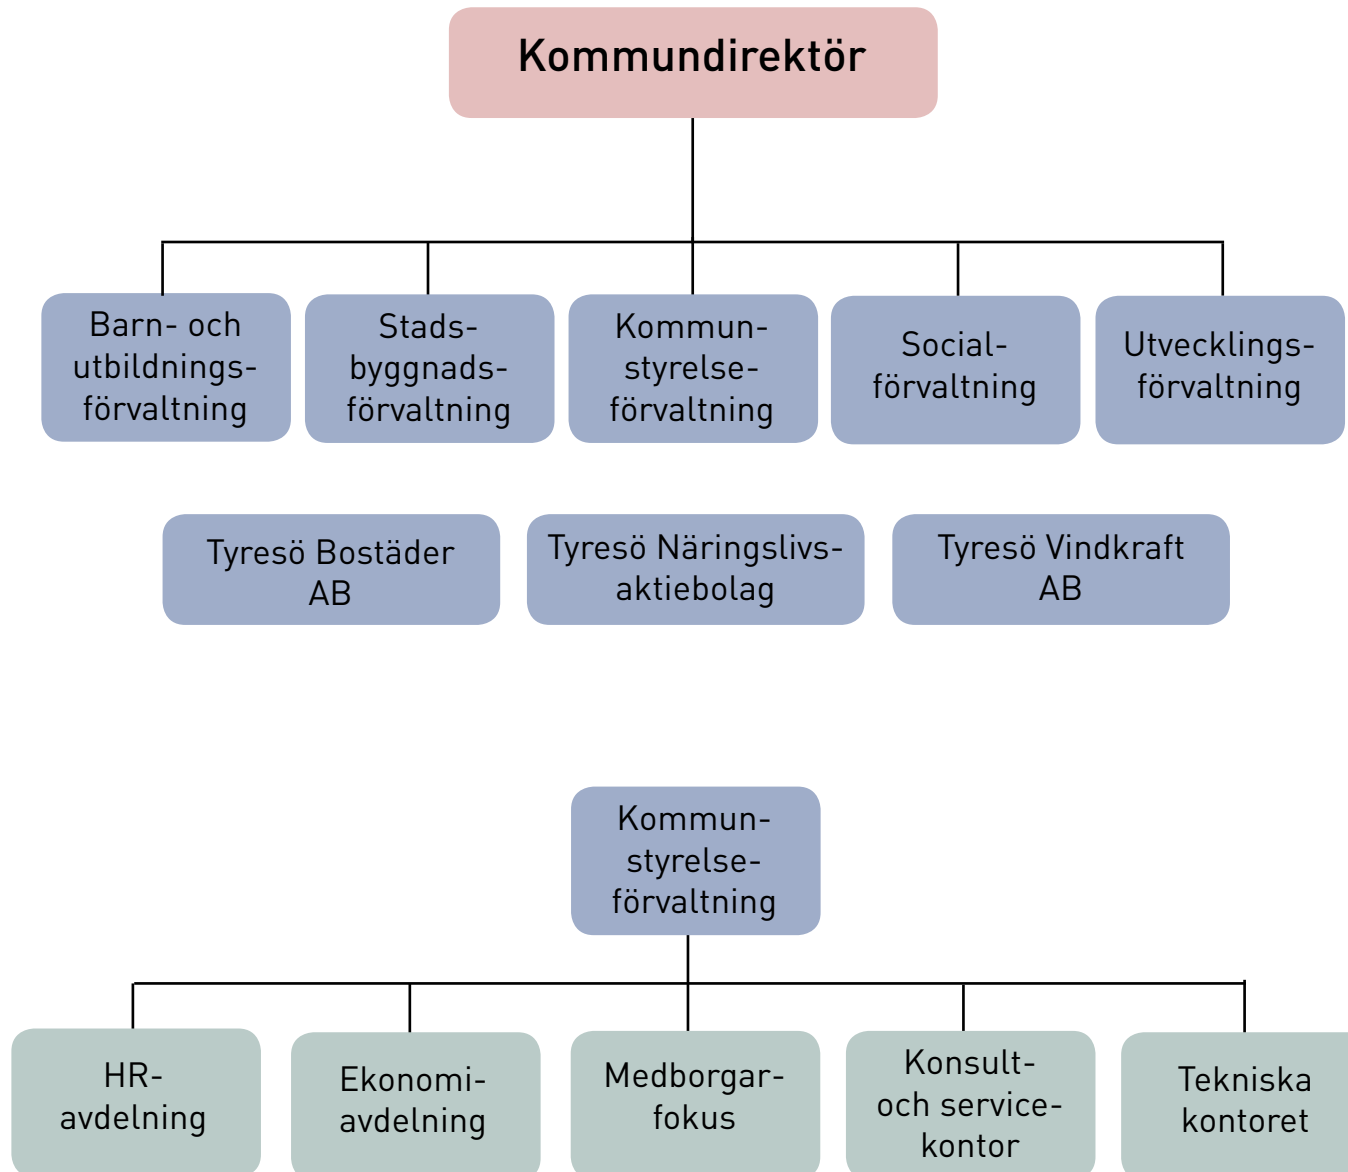 Kommundirektör
Barn- och
utbildnings-
förvaltning
Stads-
byggnads-
förvaltning
Kommun-
styrelse-
förvaltning
Social-
förvaltning
Utvecklings-
förvaltning
Tyresö Bostäder
AB
Tyresö Näringslivs-
aktiebolag
Tyresö Vindkraft
AB
Kommun-
styrelse-
förvaltning
HR-
avdelning
Ekonomi-
avdelning
Medborgar-
fokus
Konsult-
och service-
kontor
Tekniska
kontoret